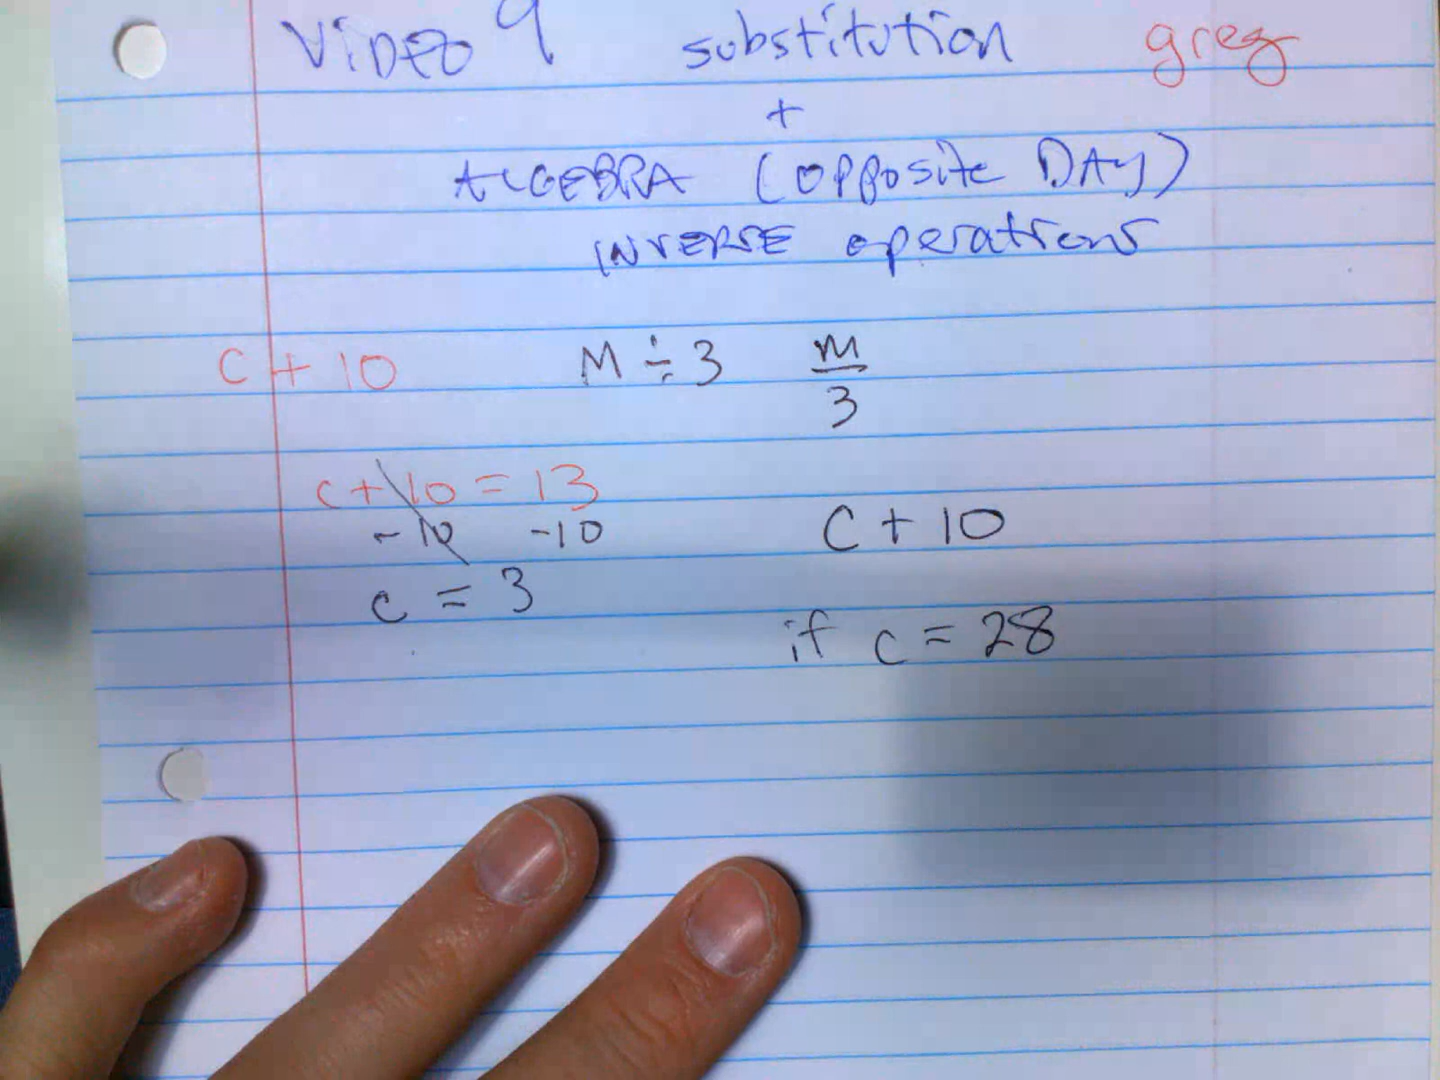 VIDEO 9 substitution greg
+
ALGEBRA (opposite DAY)
INVERSE operations
C + 10 M ÷ 3 m/3
c + 10 = 13
- 10 -10
c = 3
C + 10
if c = 28